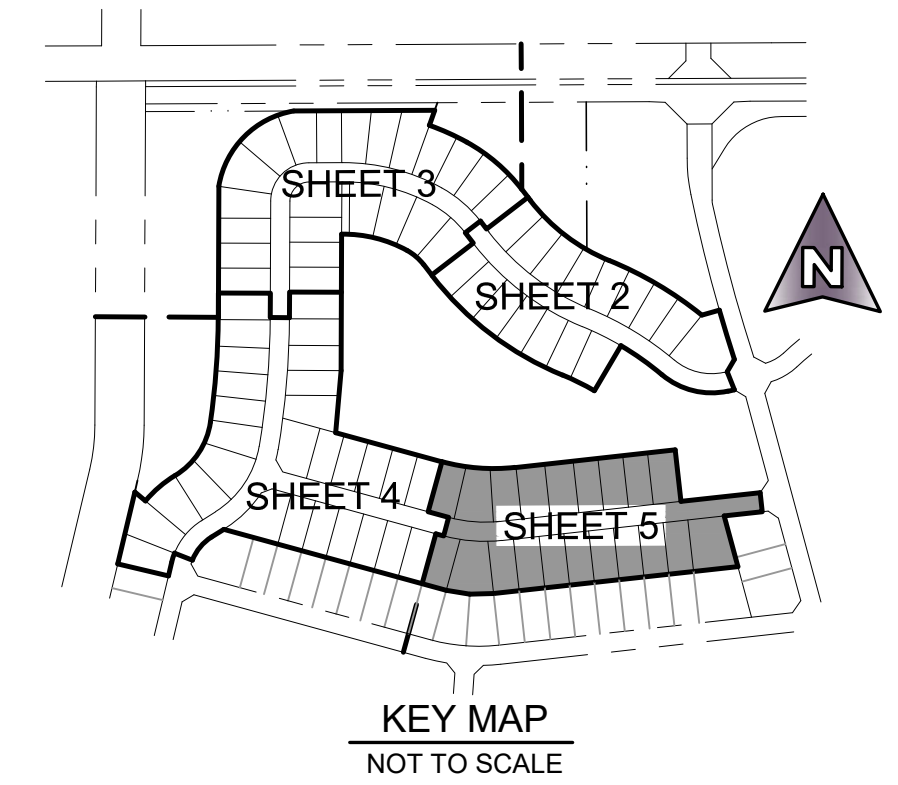 SHEET 3
N
SHEET 2
SHEET 4
SHEET 5
KEY MAP
NOT TO SCALE